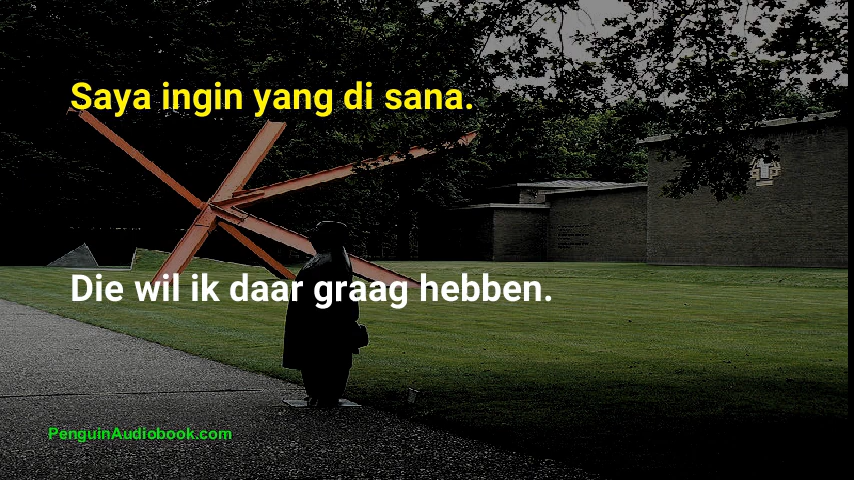 Saya ingin yang di sana.
Die wil ik daar graag hebben.
PenguinAudiobook.com